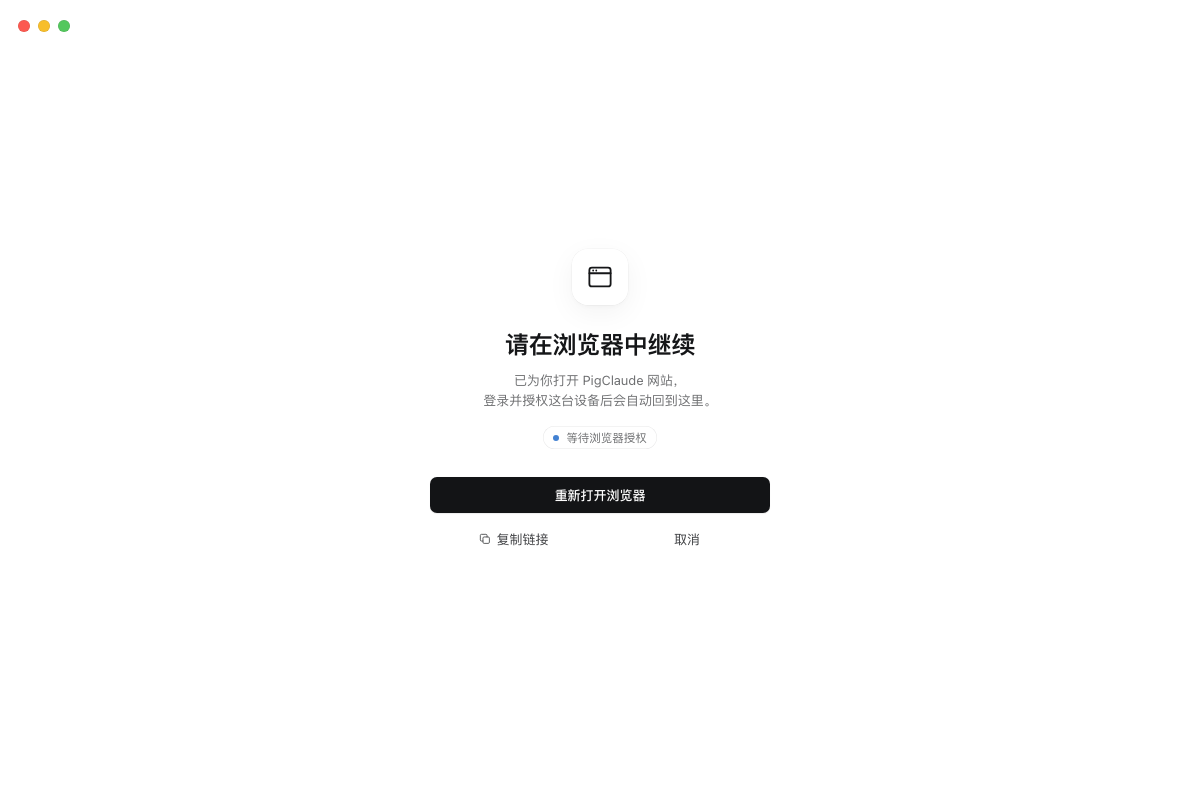 请在浏览器中继续
已为你打开 PigClaude 网站，
登录并授权这台设备后会自动回到这里。
等待浏览器授权
重新打开浏览器
复制链接
取消